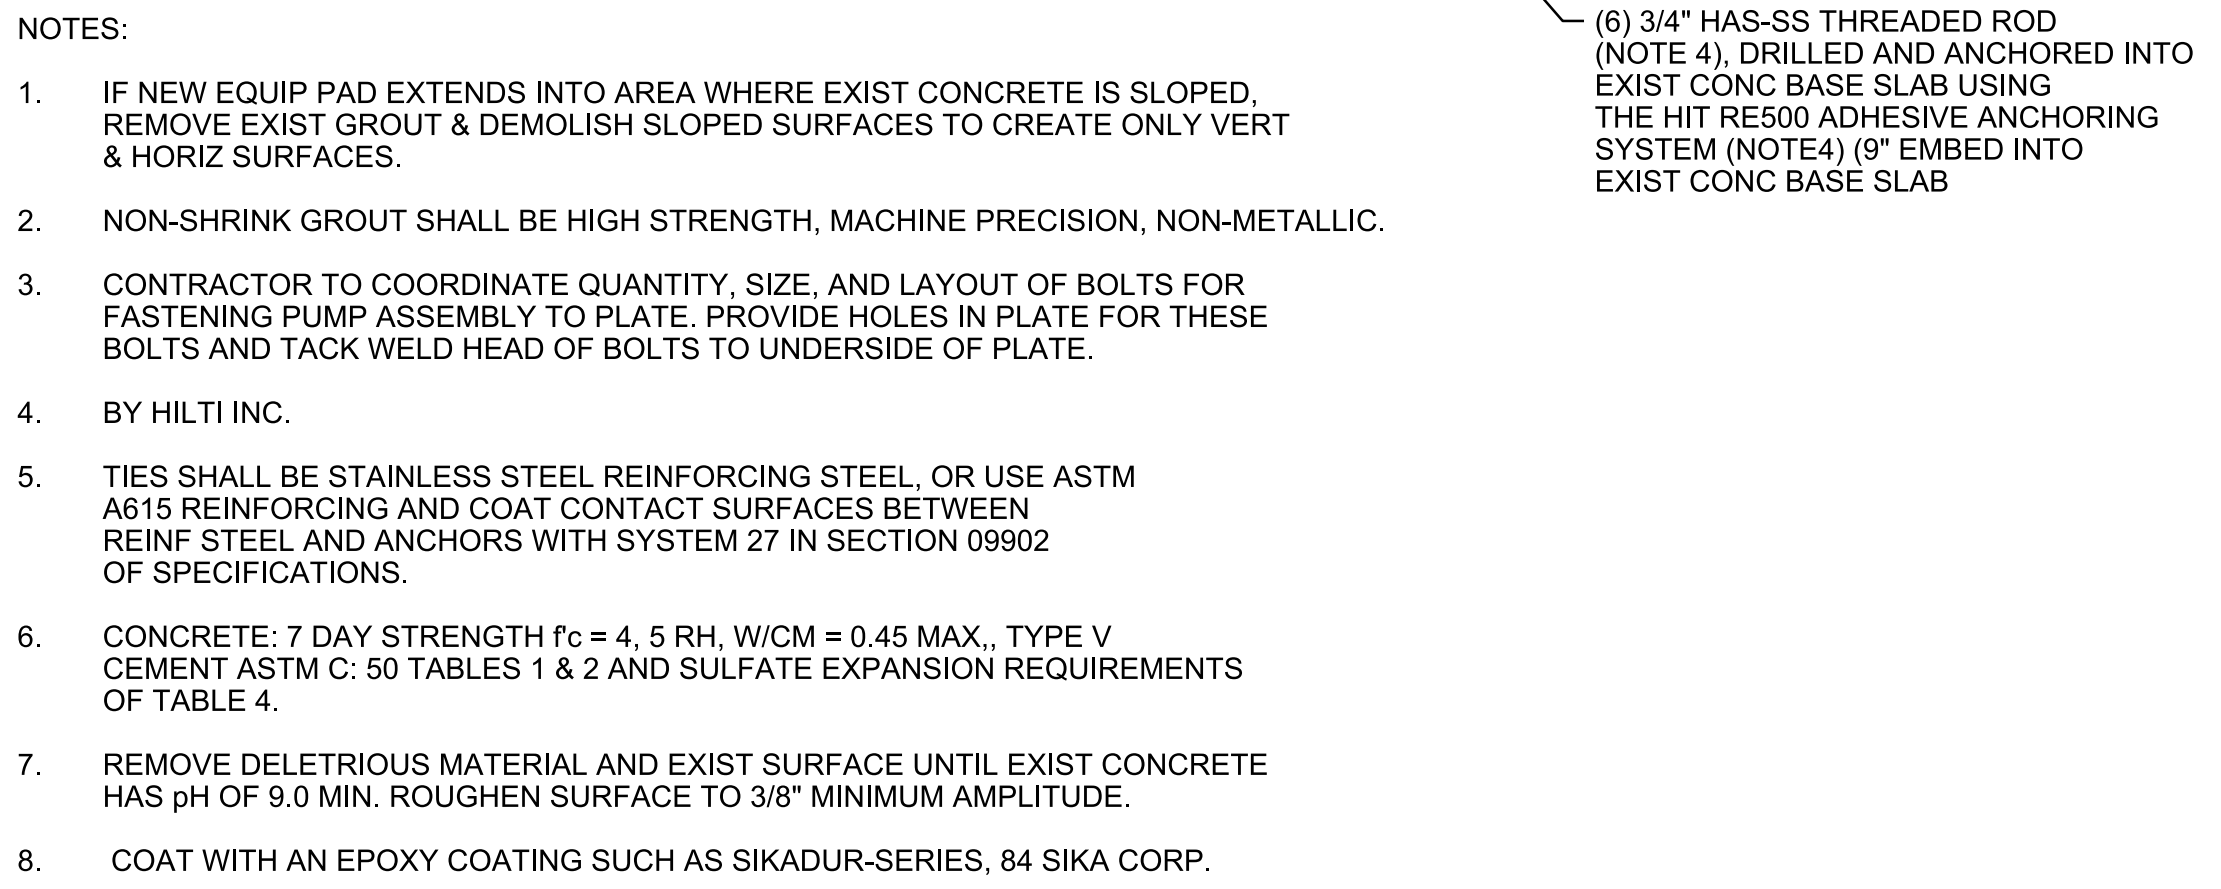 NOTES:
1. IF NEW EQUIP PAD EXTENDS INTO AREA WHERE EXIST CONCRETE IS SLOPED,
REMOVE EXIST GROUT & DEMOLISH SLOPED SURFACES TO CREATE ONLY VERT
& HORIZ SURFACES.
2. NON-SHRINK GROUT SHALL BE HIGH STRENGTH, MACHINE PRECISION, NON-METALLIC.
3. CONTRACTOR TO COORDINATE QUANTITY, SIZE, AND LAYOUT OF BOLTS FOR
FASTENING PUMP ASSEMBLY TO PLATE. PROVIDE HOLES IN PLATE FOR THESE
BOLTS AND TACK WELD HEAD OF BOLTS TO UNDERSIDE OF PLATE.
4. BY HILTI INC.
5. TIES SHALL BE STAINLESS STEEL REINFORCING STEEL, OR USE ASTM
A615 REINFORCING AND COAT CONTACT SURFACES BETWEEN
REINF STEEL AND ANCHORS WITH SYSTEM 27 IN SECTION 09902
OF SPECIFICATIONS.
6. CONCRETE: 7 DAY STRENGTH f'c = 4, 5 RH, W/CM = 0.45 MAX,, TYPE V
CEMENT ASTM C: 50 TABLES 1 & 2 AND SULFATE EXPANSION REQUIREMENTS
OF TABLE 4.
7. REMOVE DELETRIOUS MATERIAL AND EXIST SURFACE UNTIL EXIST CONCRETE
HAS pH OF 9.0 MIN. ROUGHEN SURFACE TO 3/8" MINIMUM AMPLITUDE.
8. COAT WITH AN EPOXY COATING SUCH AS SIKADUR-SERIES, 84 SIKA CORP.
(6) 3/4" HAS-SS THREADED ROD
(NOTE 4), DRILLED AND ANCHORED INTO
EXIST CONC BASE SLAB USING
THE HIT RE500 ADHESIVE ANCHORING
SYSTEM (NOTE4) (9" EMBED INTO
EXIST CONC BASE SLAB